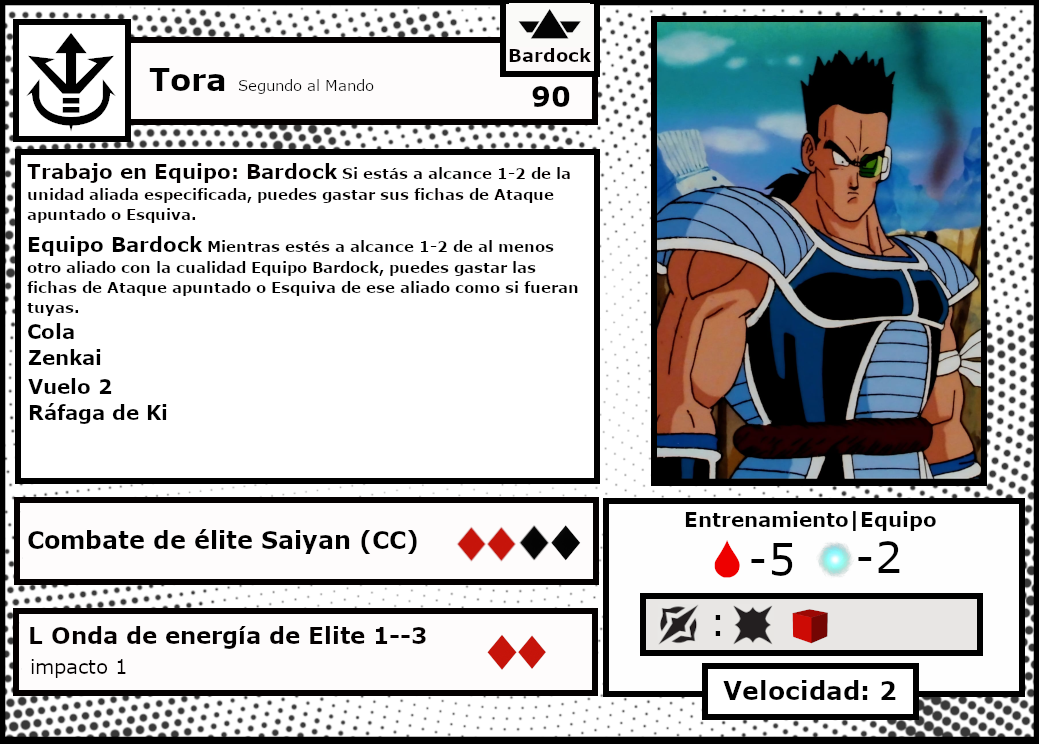 Bardock
Tora Segundo al Mando
90
Trabajo en Equipo: Bardock Si estás a alcance 1-2 de la
unidad aliada especificada, puedes gastar sus fichas de Ataque
apuntado o Esquiva.
Equipo Bardock Mientras estés a alcance 1-2 de al menos
otro aliado con la cualidad Equipo Bardock, puedes gastar las
fichas de Ataque apuntado o Esquiva de ese aliado como si fueran
tuyas.
Cola
Zenkai
Vuelo 2
Ráfaga de Ki
Combate de élite Saiyan (CC)
L Onda de energía de Elite 1--3
impacto 1
Entrenamiento|Equipo
-5 -2
:
Velocidad: 2